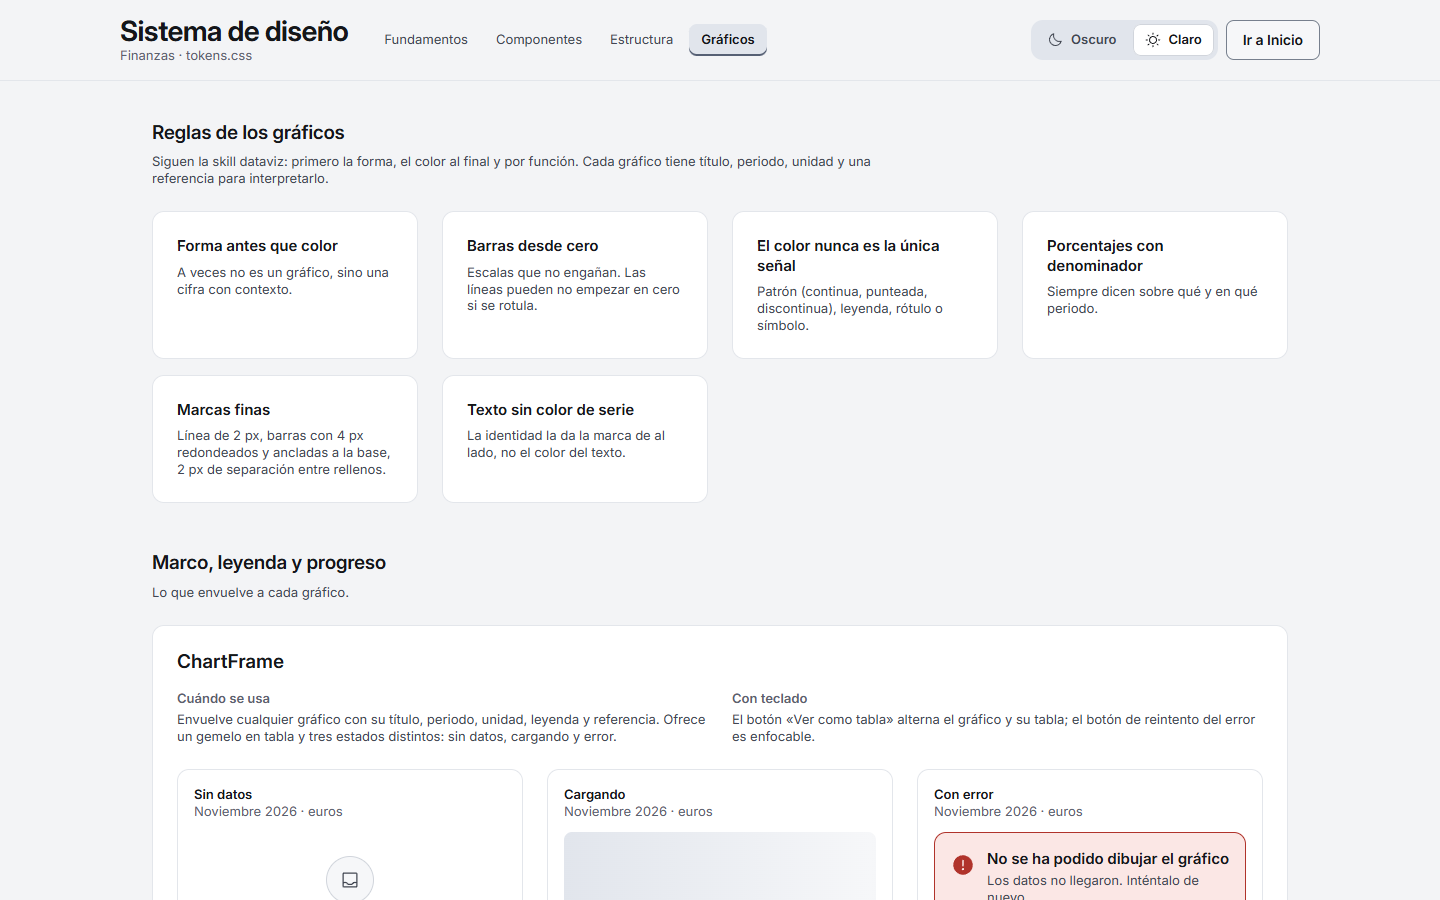 Sistema de diseño
Finanzas · tokens.css
Fundamentos
Componentes
Estructura
Gráficos
Oscuro
Claro
Ir a Inicio
Reglas de los gráficos
Siguen la skill dataviz: primero la forma, el color al final y por función. Cada gráfico tiene título, periodo, unidad y una
referencia para interpretarlo.
Forma antes que color
A veces no es un gráfico, sino una
cifra con contexto.
Barras desde cero
Escalas que no engañan. Las
líneas pueden no empezar en cero
si se rotula.
El color nunca es la única
señal
Patrón (continua, punteada,
discontinua), leyenda, rótulo o
símbolo.
Porcentajes con
denominador
Siempre dicen sobre qué y en qué
periodo.
Marcas finas
Línea de 2 px, barras con 4 px
redondeados y ancladas a la base,
2 px de separación entre rellenos.
Texto sin color de serie
La identidad la da la marca de al
lado, no el color del texto.
Marco, leyenda y progreso
Lo que envuelve a cada gráfico.
ChartFrame
Cuándo se usa
Envuelve cualquier gráfico con su título, periodo, unidad, leyenda y referencia. Ofrece
un gemelo en tabla y tres estados distintos: sin datos, cargando y error.
Con teclado
El botón «Ver como tabla» alterna el gráfico y su tabla; el botón de reintento del error
es enfocable.
Sin datos
Noviembre 2026 · euros
Cargando
Noviembre 2026 · euros
Con error
Noviembre 2026 · euros
No se ha podido dibujar el gráfico
Los datos no llegaron. Inténtalo de
nuevo.